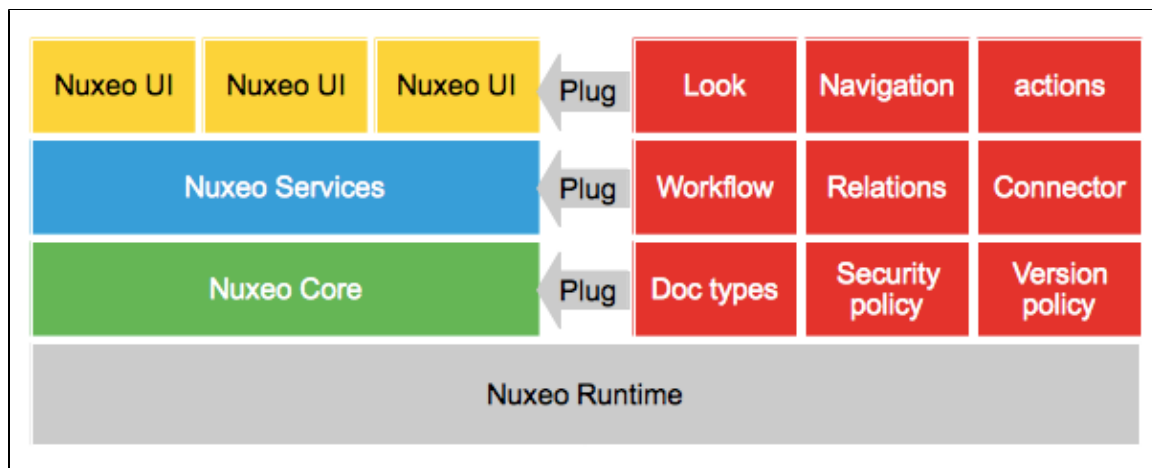 Nuxeo UI Nuxeo UI Nuxeo UI Plug Look Navigation actions
Nuxeo Services Plug Workflow Relations Connector
Nuxeo Core Plug Doc types Security policy Version policy
Nuxeo Runtime